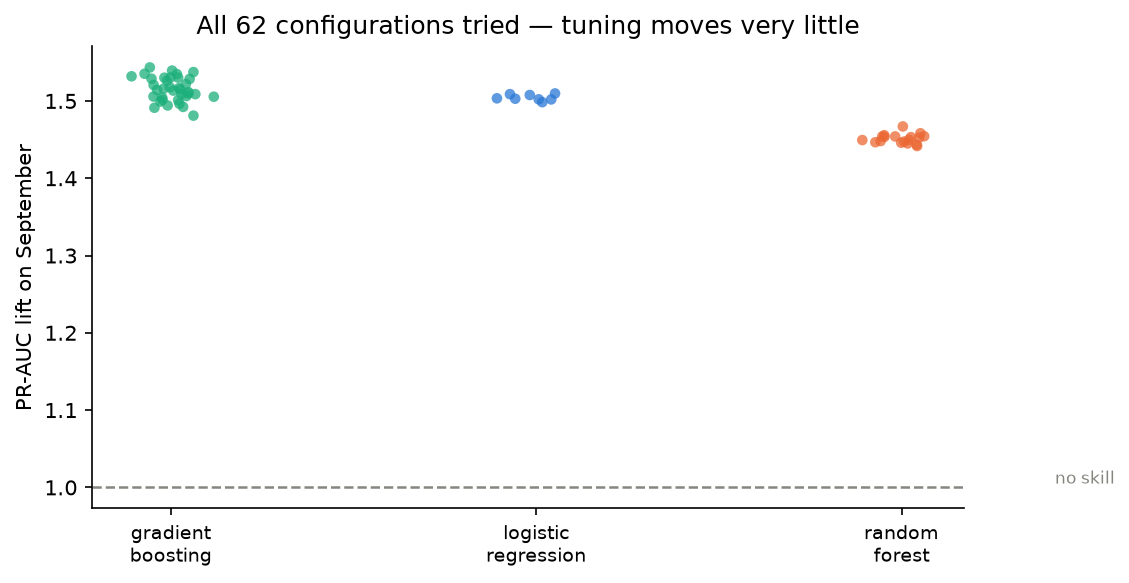 All 62 configurations tried — tuning moves very little
PR-AUC lift on September
1.5
1.4
1.3
1.2
1.1
1.0
no skill
gradient
boosting
logistic
regression
random
forest